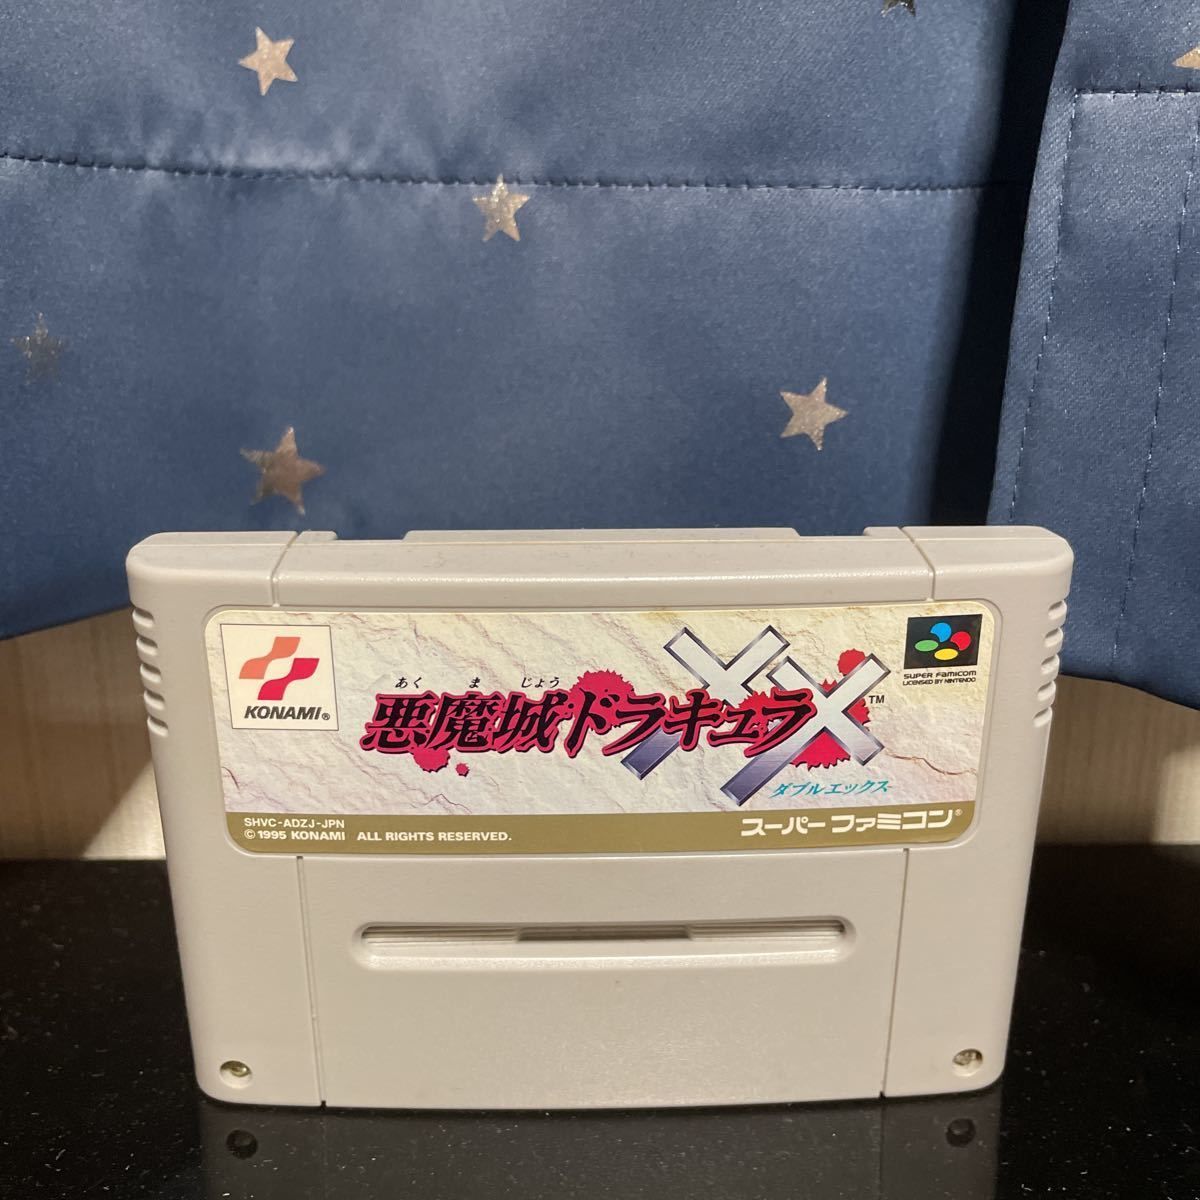 KONAMI®
あくまじょう
悪魔城ドラキュラXX™
ダブルエックス
SUPER FAMICOM
LICENSED BY NINTENDO
SHVC-ADZJ-JPN
© 1995 KONAMI ALL RIGHTS RESERVED.
スーパーファミコン®